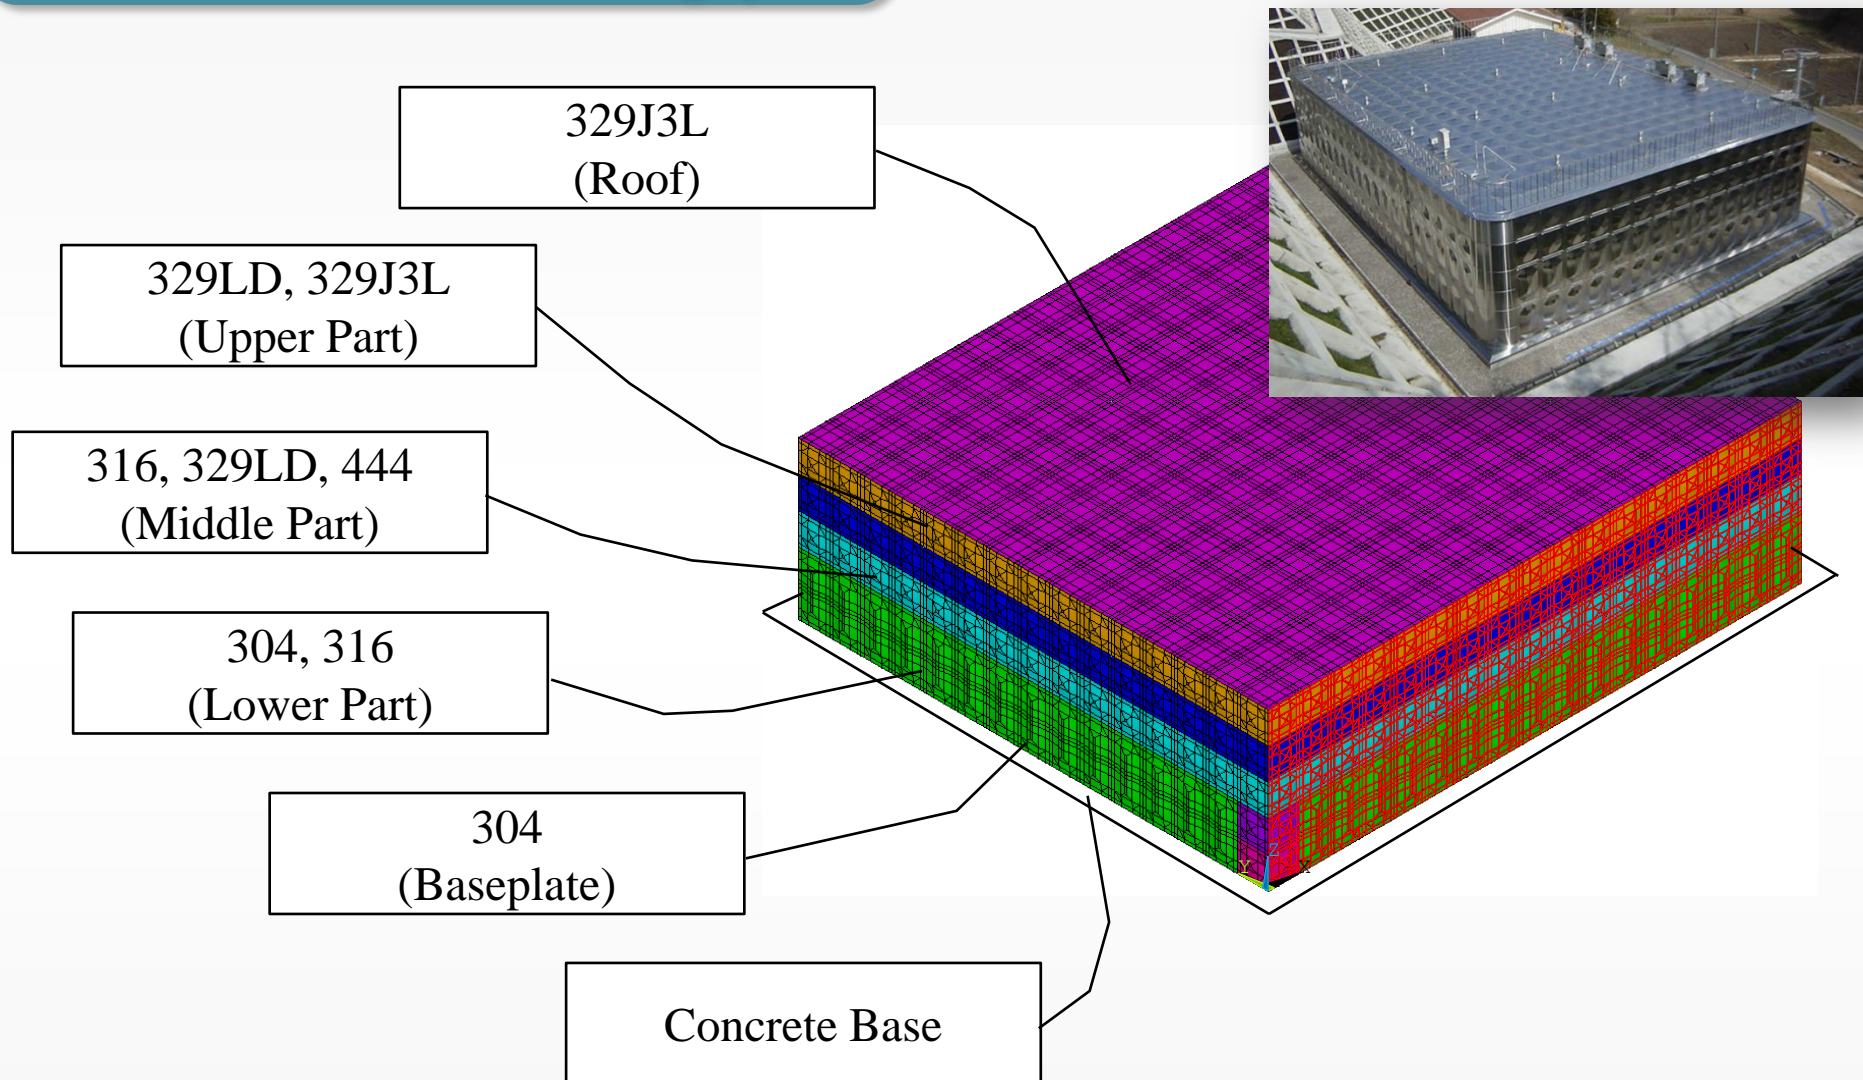 329J3L
(Roof)
329LD, 329J3L
(Upper Part)
316, 329LD, 444
(Middle Part)
304, 316
(Lower Part)
304
(Baseplate)
Concrete Base
Y
Z
X